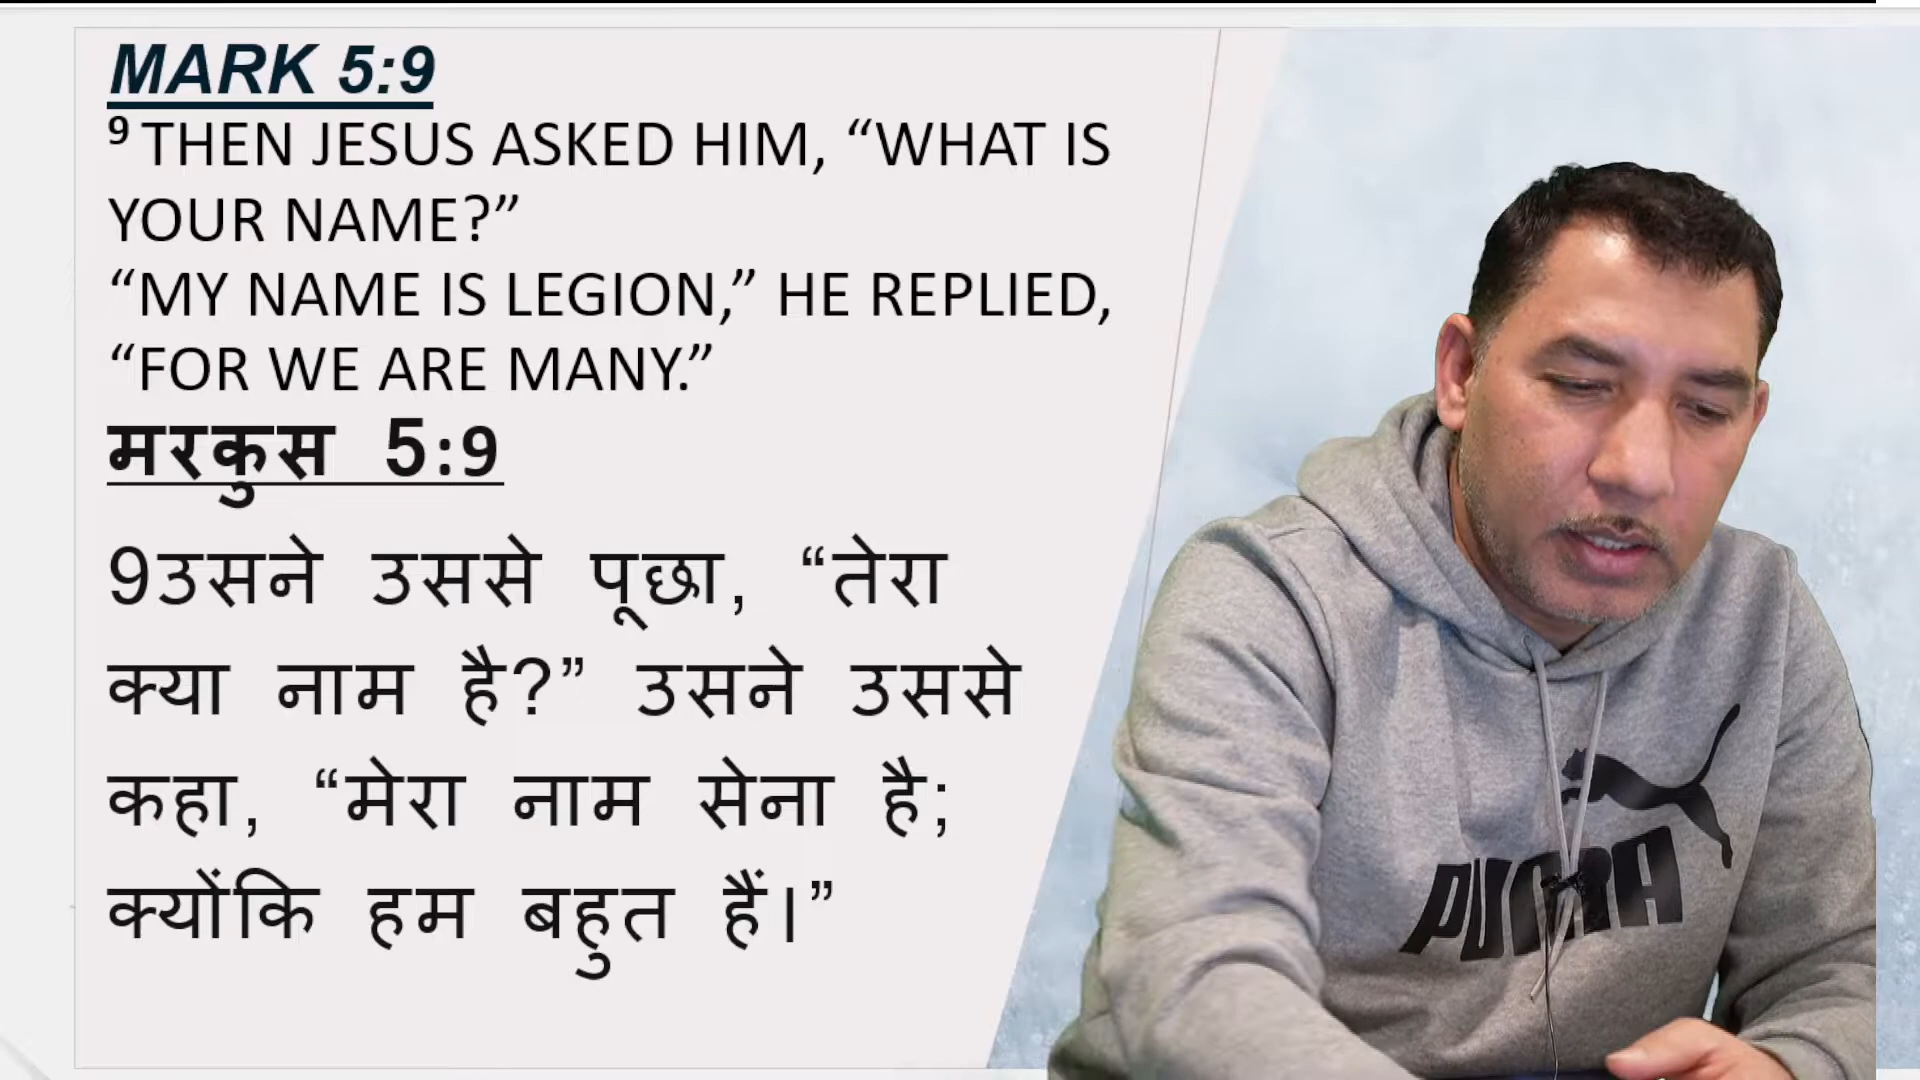 MARK 5:9
9 THEN JESUS ASKED HIM, “WHAT IS
YOUR NAME?”
“MY NAME IS LEGION,” HE REPLIED,
“FOR WE ARE MANY.”
मरकुस 5:9
9उसने उससे पूछा, “तेरा
क्या नाम है?” उसने उससे
कहा, “मेरा नाम सेना है;
क्योंकि हम बहुत हैं।”
PUMA